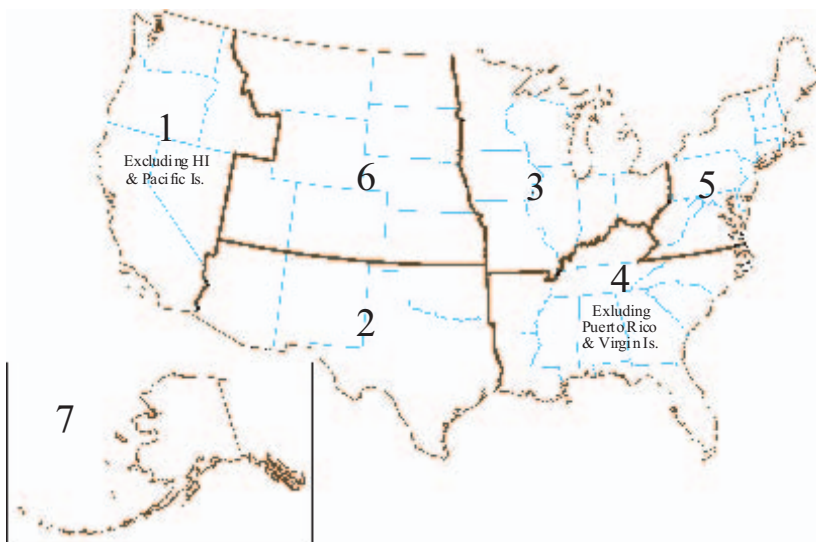 1
Excluding HI
& Pacific Is.
6
3
5
4
Exluding
Puerto Rico
& Virgin Is.
2
7